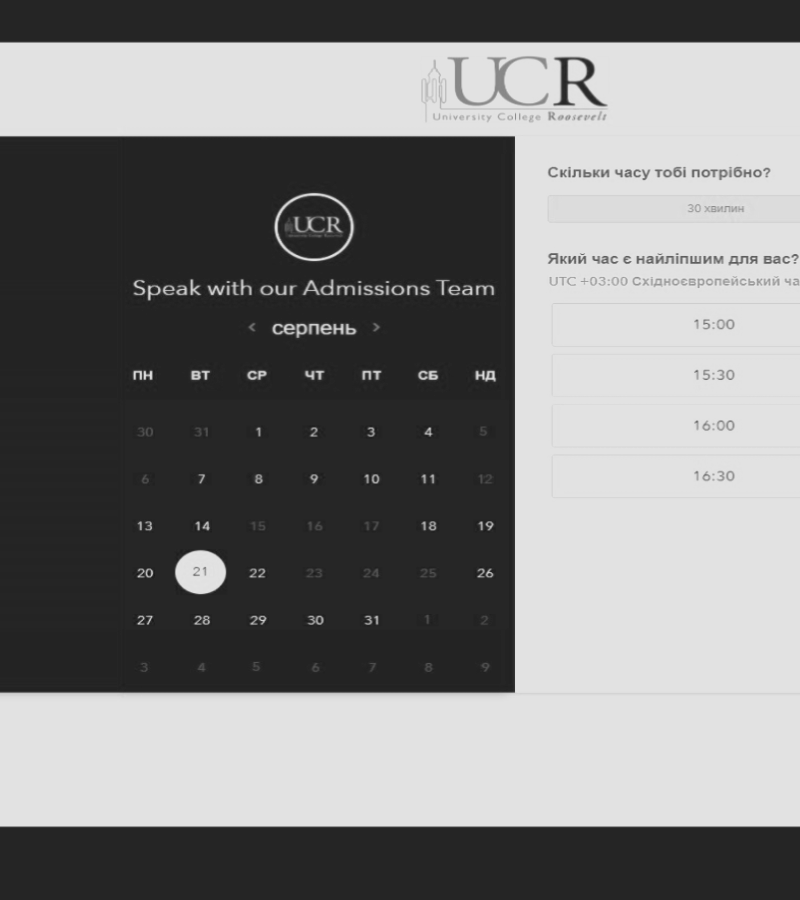 UCR
University College Roosevelt
UCR
Speak with our Admissions Team
< серпень >
ПН ВТ СР ЧТ ПТ СБ НД
30 31 1 2 3 4 5
6 7 8 9 10 11 12
13 14 15 16 17 18 19
20 21 22 23 24 25 26
27 28 29 30 31 1 2
3 4 5 6 7 8 9
Скільки часу тобі потрібно?
30 хвилин
Який час є найліпшим для вас?
UTC +03:00 Східноєвропейський ча
15:00
15:30
16:00
16:30